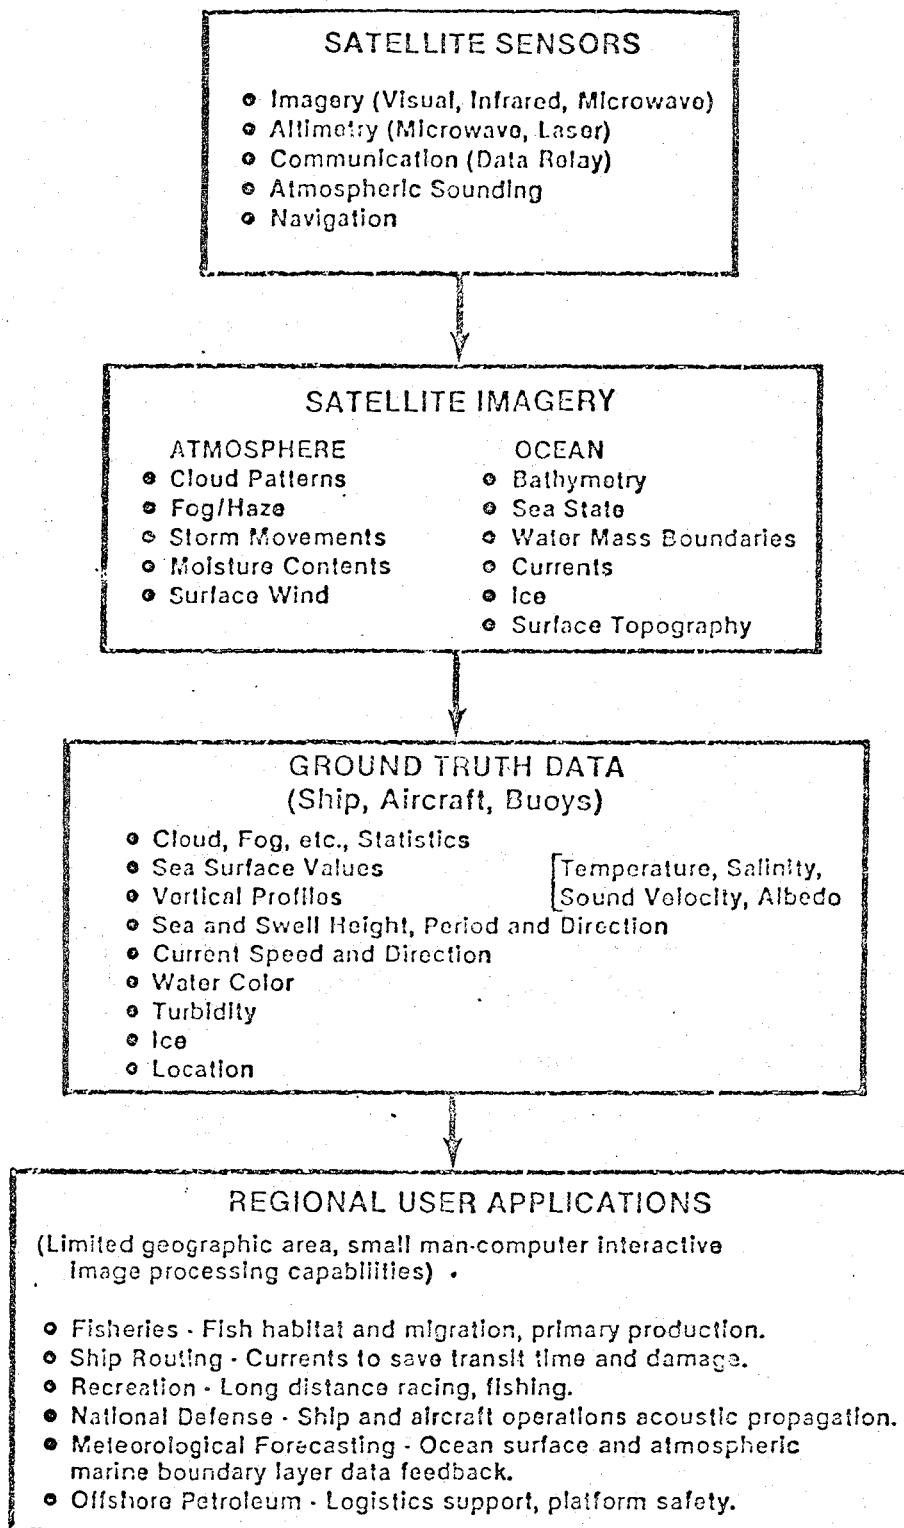 SATELLITE SENSORS
• Imagery (Visual, Infrared, Microwave)
• Altimetry (Microwave, Laser)
• Communication (Data Relay)
• Atmospheric Sounding
• Navigation
SATELLITE IMAGERY
ATMOSPHERE
• Cloud Patterns
• Fog/Haze
• Storm Movements
• Moisture Contents
• Surface Wind
OCEAN
• Bathymetry
• Sea State
• Water Mass Boundaries
• Currents
• Ice
• Surface Topography
GROUND TRUTH DATA
(Ship, Aircraft, Buoys)
• Cloud, Fog, etc., Statistics
• Sea Surface Values [Temperature, Salinity,
• Vertical Profiles [Sound Velocity, Albedo
• Sea and Swell Height, Period and Direction
• Current Speed and Direction
• Water Color
• Turbidity
• Ice
• Location
REGIONAL USER APPLICATIONS
(Limited geographic area, small man-computer interactive
image processing capabilities)
• Fisheries - Fish habitat and migration, primary production.
• Ship Routing - Currents to save transit time and damage.
• Recreation - Long distance racing, fishing.
• National Defense - Ship and aircraft operations acoustic propagation.
• Meteorological Forecasting - Ocean surface and atmospheric
marine boundary layer data feedback.
• Offshore Petroleum - Logistics support, platform safety.